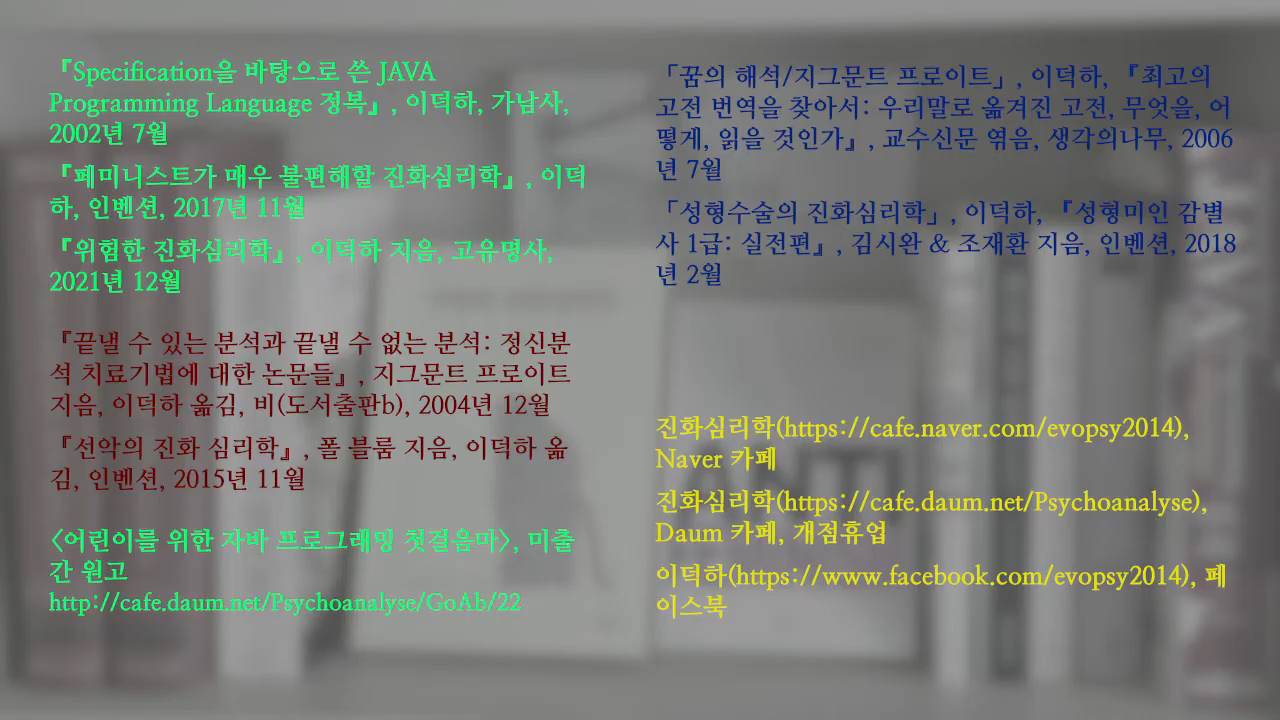 『Specification을 바탕으로 쓴 JAVA
Programming Language 정복』, 이덕하, 가남사,
2002년 7월
『페미니스트가 매우 불편해할 진화심리학』, 이덕
하, 인벤션, 2017년 11월
『위험한 진화심리학』, 이덕하 지음, 고유명사,
2021년 12월
『끝낼 수 있는 분석과 끝낼 수 없는 분석: 정신분
석 치료기법에 대한 논문들』, 지그문트 프로이트
지음, 이덕하 옮김, 비(도서출판b), 2004년 12월
『선악의 진화 심리학』, 폴 블룸 지음, 이덕하 옮
김, 인벤션, 2015년 11월
<어린이를 위한 자바 프로그래밍 첫걸음마>, 미출
간 원고
http://cafe.daum.net/Psychoanalyse/GoAb/22
「꿈의 해석/지그문트 프로이트」, 이덕하, 『최고의
고전 번역을 찾아서: 우리말로 옮겨진 고전, 무엇을, 어
떻게, 읽을 것인가』, 교수신문 엮음, 생각의나무, 2006
년 7월
「성형수술의 진화심리학」, 이덕하, 『성형미인 감별
사 1급: 실전편』, 김시완 & 조재환 지음, 인벤션, 2018
년 2월
진화심리학(https://cafe.naver.com/evopsy2014),
Naver 카페
진화심리학(https://cafe.daum.net/Psychoanalyse),
Daum 카페, 개점휴업
이덕하(https://www.facebook.com/evopsy2014), 페
이스북